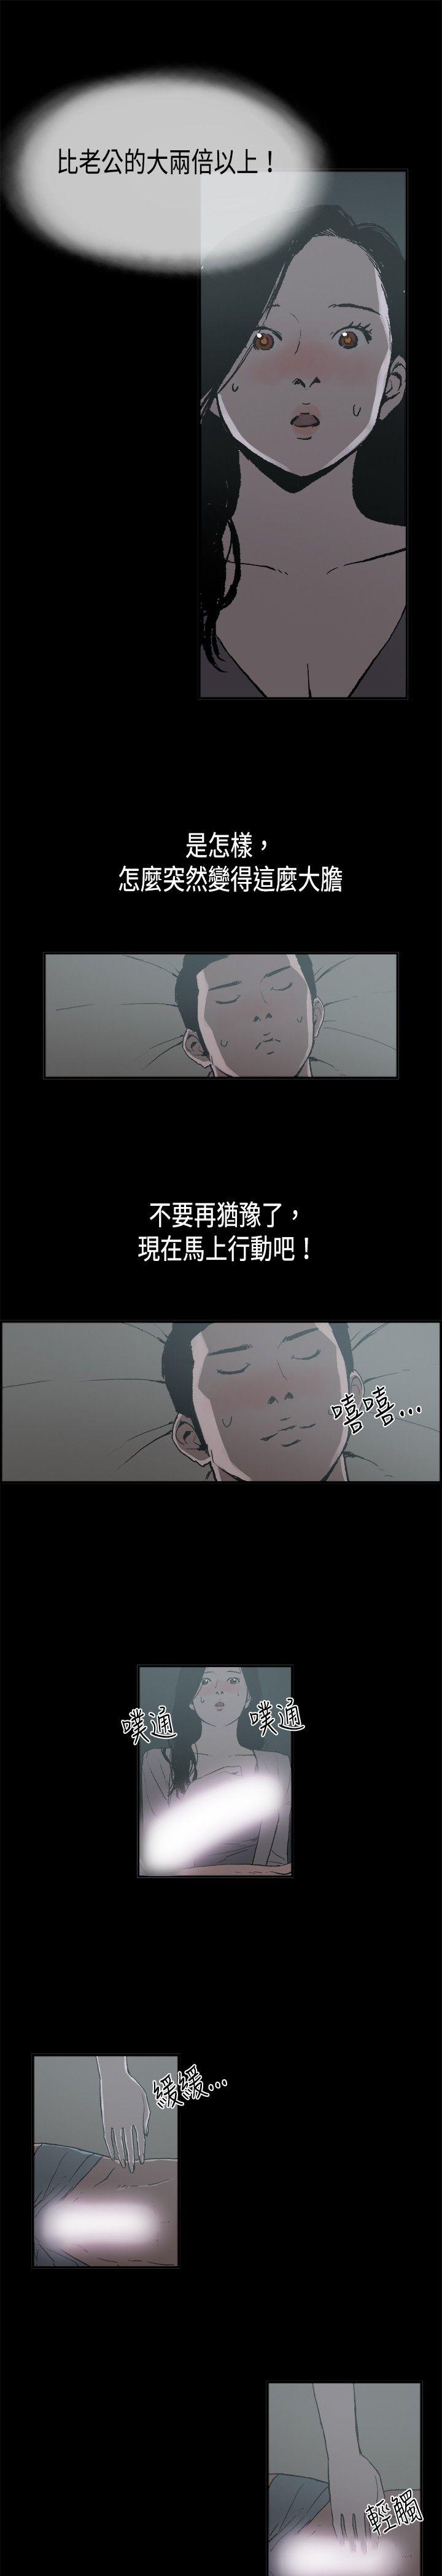 比老公的大兩倍以上！
是怎樣，
怎麼突然變得這麼大膽
不要再猶豫了，
現在馬上行動吧！
嘻嘻...
噗通
噗通
緩緩...
輕觸